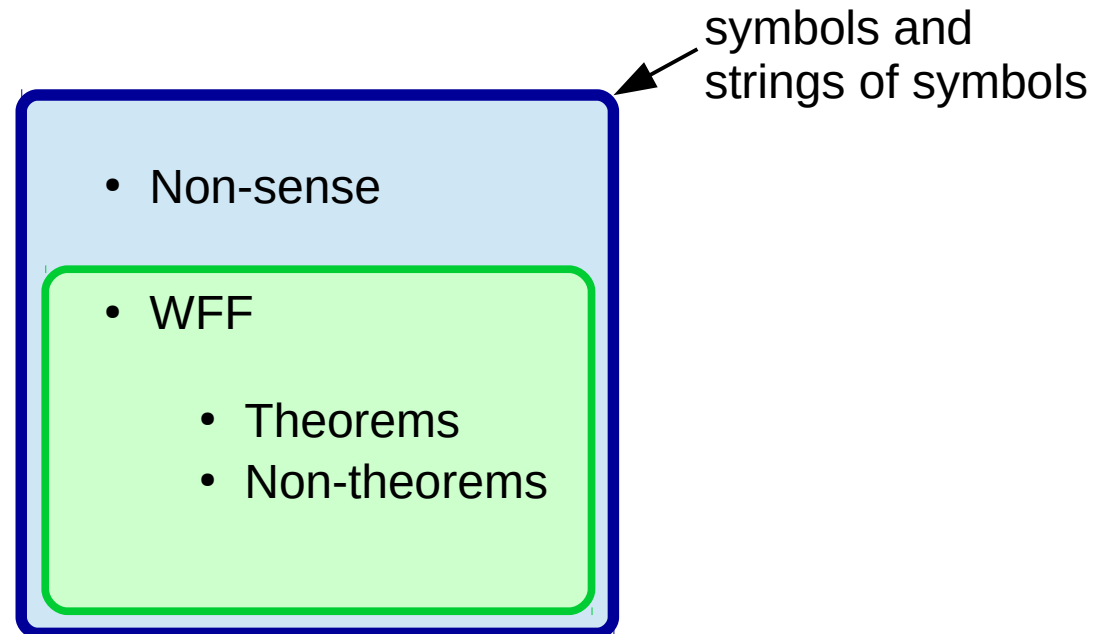 symbols and
strings of symbols
• Non-sense
• WFF
• Theorems
• Non-theorems